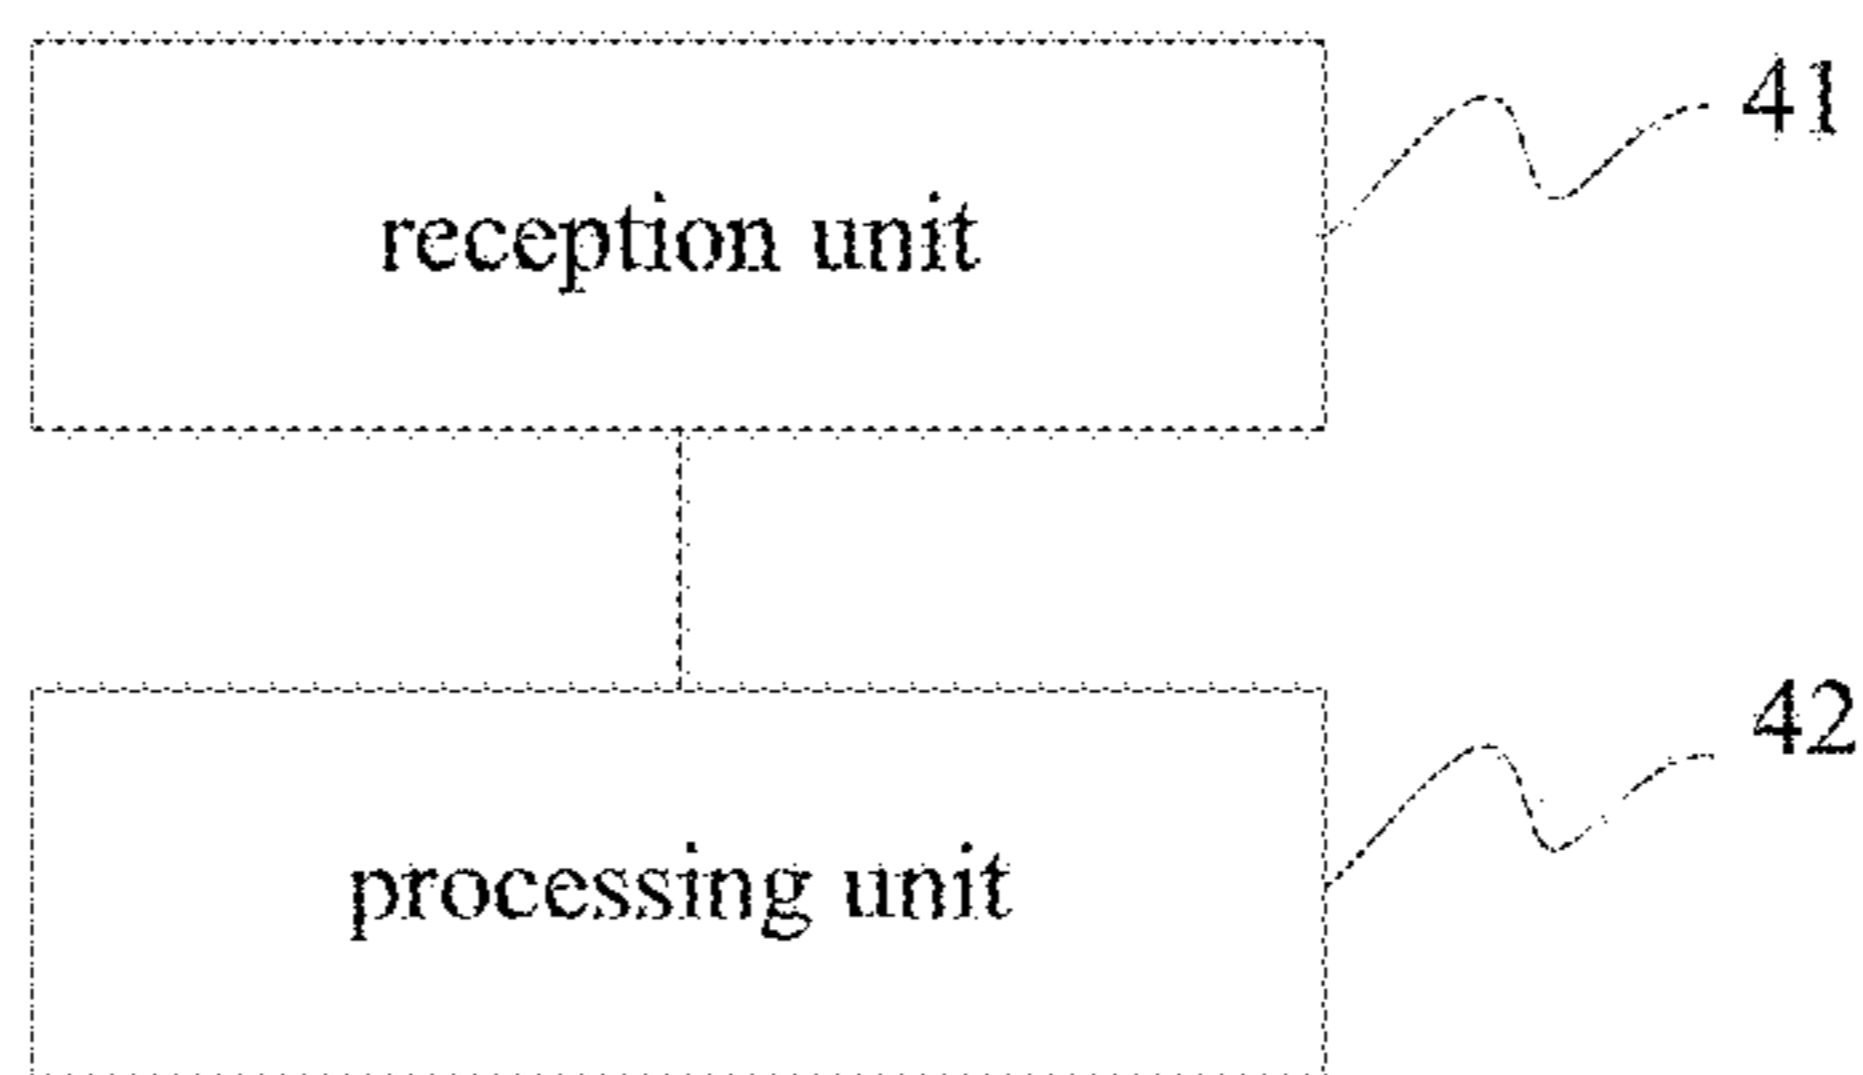 41
reception unit
42
processing unit